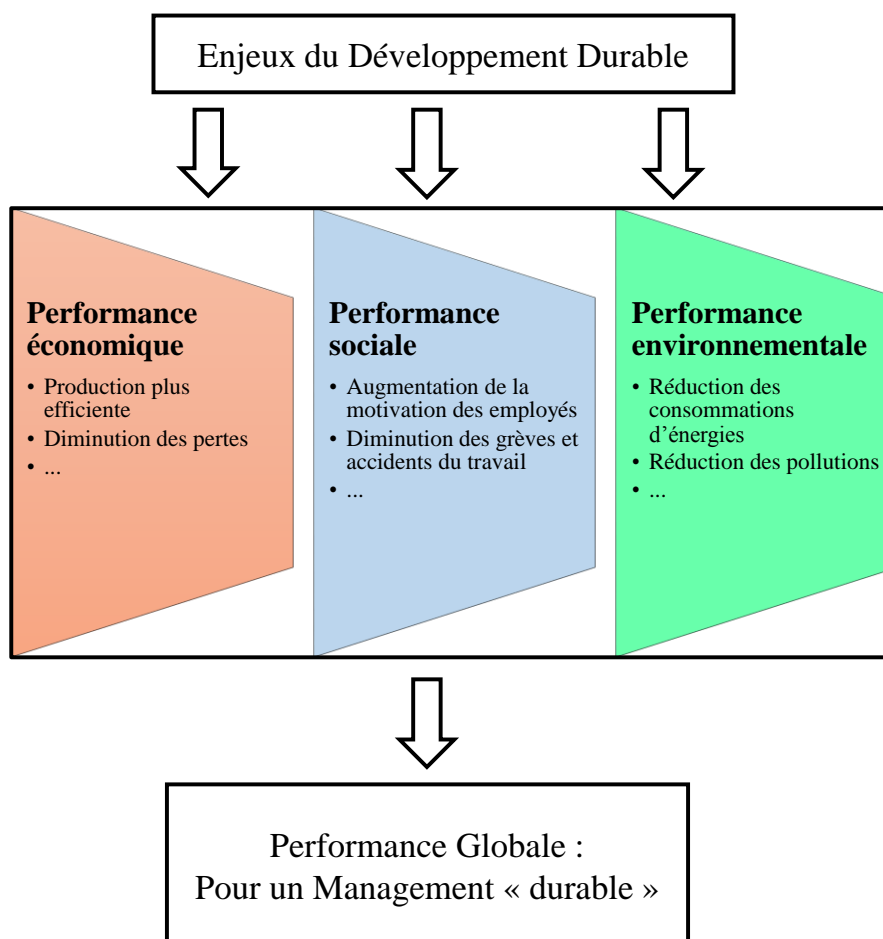 Enjeux du Développement Durable
Performance
économique
• Production plus
efficiente
• Diminution des pertes
• ...
Performance
sociale
• Augmentation de la
motivation des employés
• Diminution des grèves et
accidents du travail
• ...
Performance
environnementale
• Réduction des
consommations
d’énergies
• Réduction des pollutions
• ...
Performance Globale :
Pour un Management « durable »